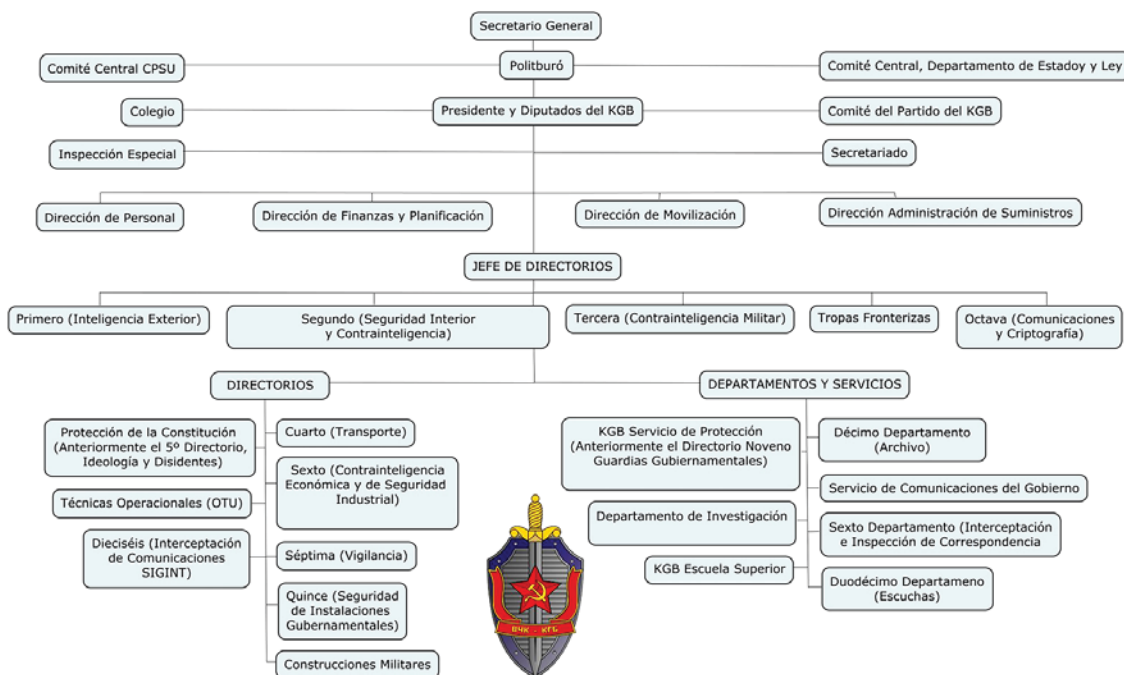 Secretario General
Comité Central CPSU
Politburó
Comité Central, Departamento de Estadoy y Ley
Colegio
Presidente y Diputados del KGB
Comité del Partido del KGB
Inspección Especial
Secretariado
Dirección de Personal
Dirección de Finanzas y Planificación
Dirección de Movilización
Dirección Administración de Suministros
JEFE DE DIRECTORIOS
Primero (Inteligencia Exterior)
Segundo (Seguridad Interior
y Contrainteligencia)
Tercera (Contrainteligencia Militar)
Tropas Fronterizas
Octava (Comunicaciones
y Criptografía)
DIRECTORIOS
Protección de la Constitución
(Anteriormente el 5º Directorio,
Ideología y Disidentes)
Cuarto (Transporte)
Sexto (Contrainteligencia
Económica y de Seguridad
Industrial)
Técnicas Operacionales (OTU)
Dieciséis (Interceptación
de Comunicaciones
SIGINT)
Séptima (Vigilancia)
Quince (Seguridad
de Instalaciones
Gubernamentales)
Construcciones Militares
DEPARTAMENTOS Y SERVICIOS
KGB Servicio de Protección
(Anteriormente el Directorio Noveno
Guardias Gubiernamentales)
Décimo Departamento
(Archivo)
Servicio de Comunicaciones del Gobierno
Departamento de Investigación
Sexto Departamento (Interceptación
e Inspección de Correspondencia
KGB Escuela Superior
Duodécimo Departameno
(Escuchas)
ВЧК - КГБ